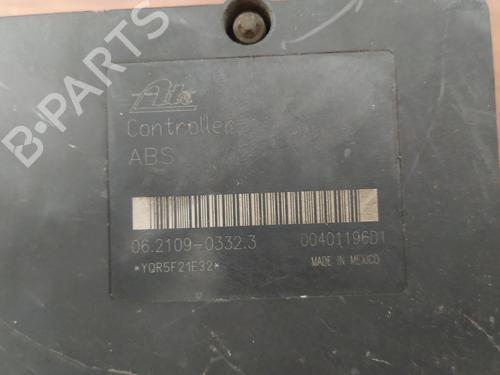 B-PARTS
Ate
Controller
ABS
06.2109-0332.3 00401196D1
*YQR5F21E32* MADE IN MEXICO